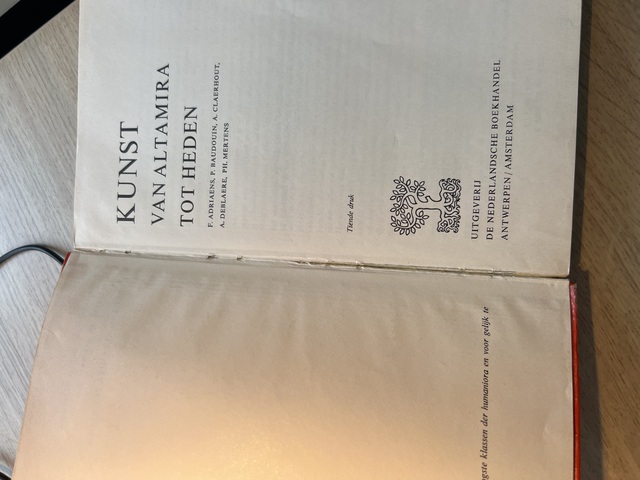 KUNST
VAN ALTAMIRA
TOT HEDEN
F. ADRIAENS, P. BAUDOUIN, A. CLAERHOUT,
A. DEBLAERE, PH. MERTENS
Tiende druk
UITGEVERIJ
DE NEDERLANDSCHE BOEKHANDEL
ANTWERPEN / AMSTERDAM
klassen der humaniora en voor gelijk te